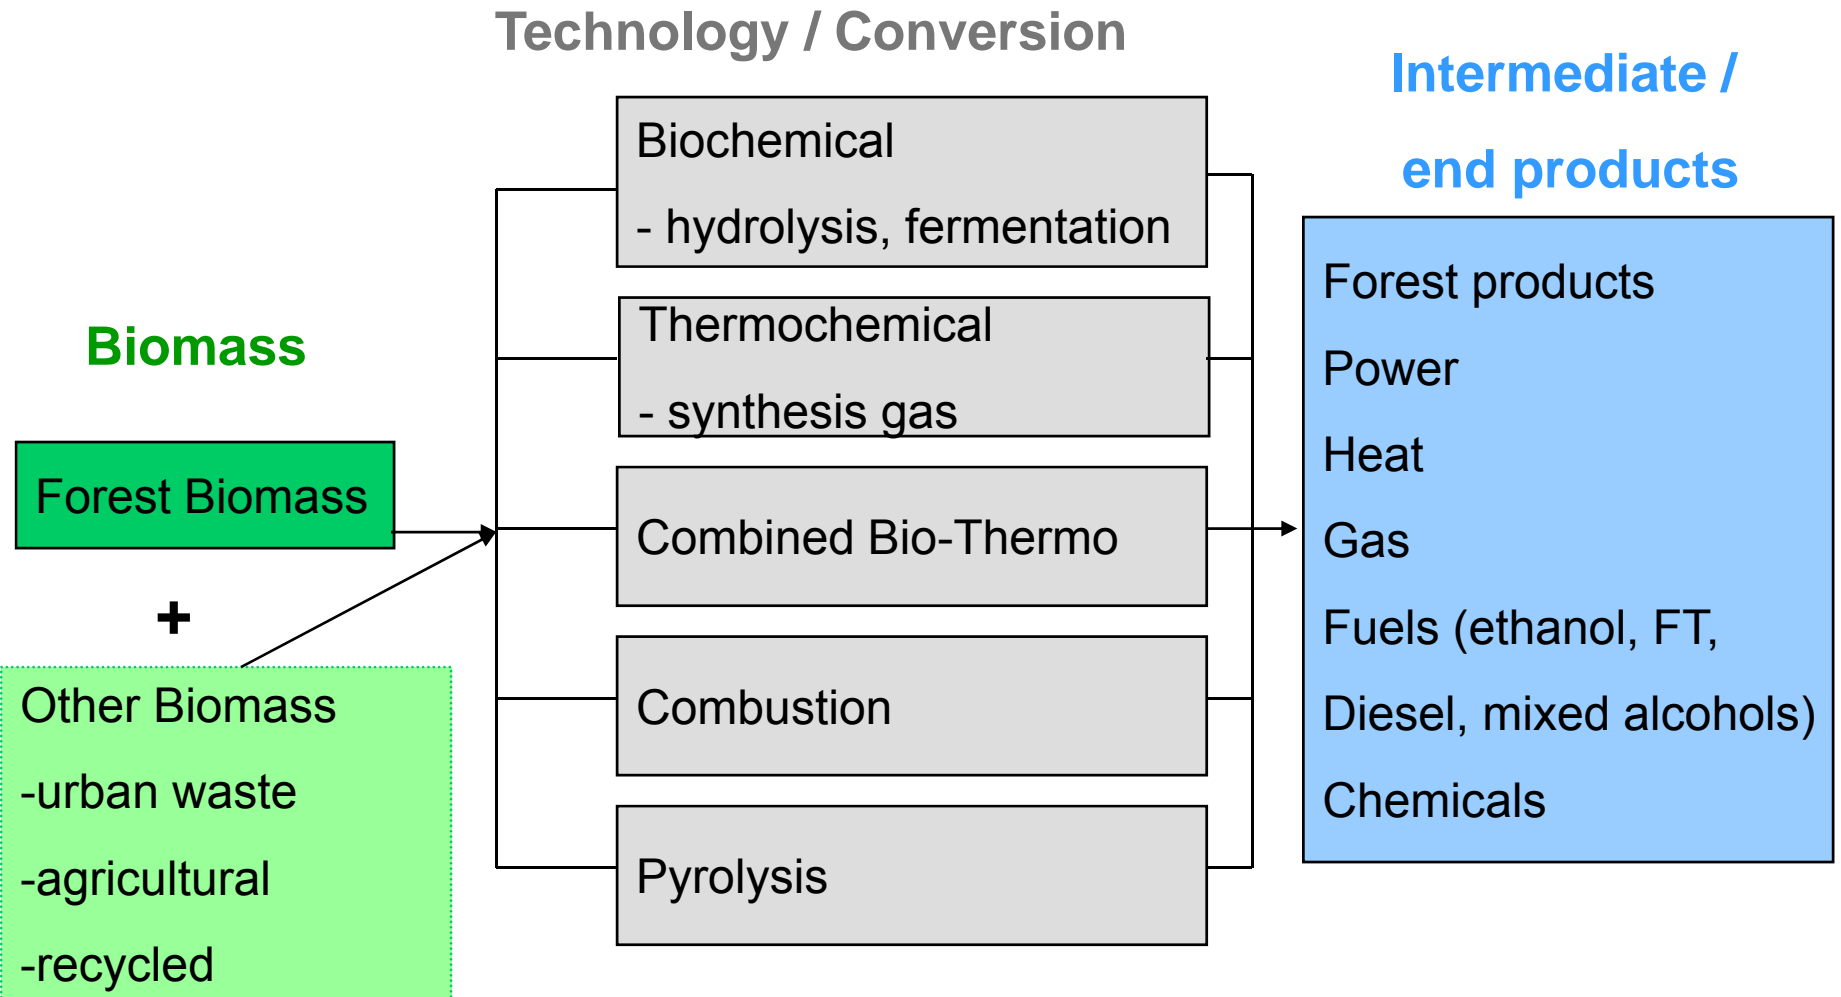 Technology / Conversion
Intermediate /
end products
Biomass
Forest Biomass
+
Other Biomass
-urban waste
-agricultural
-recycled
Biochemical
- hydrolysis, fermentation
Thermochemical
- synthesis gas
Combined Bio-Thermo
Combustion
Pyrolysis
Forest products
Power
Heat
Gas
Fuels (ethanol, FT,
Diesel, mixed alcohols)
Chemicals